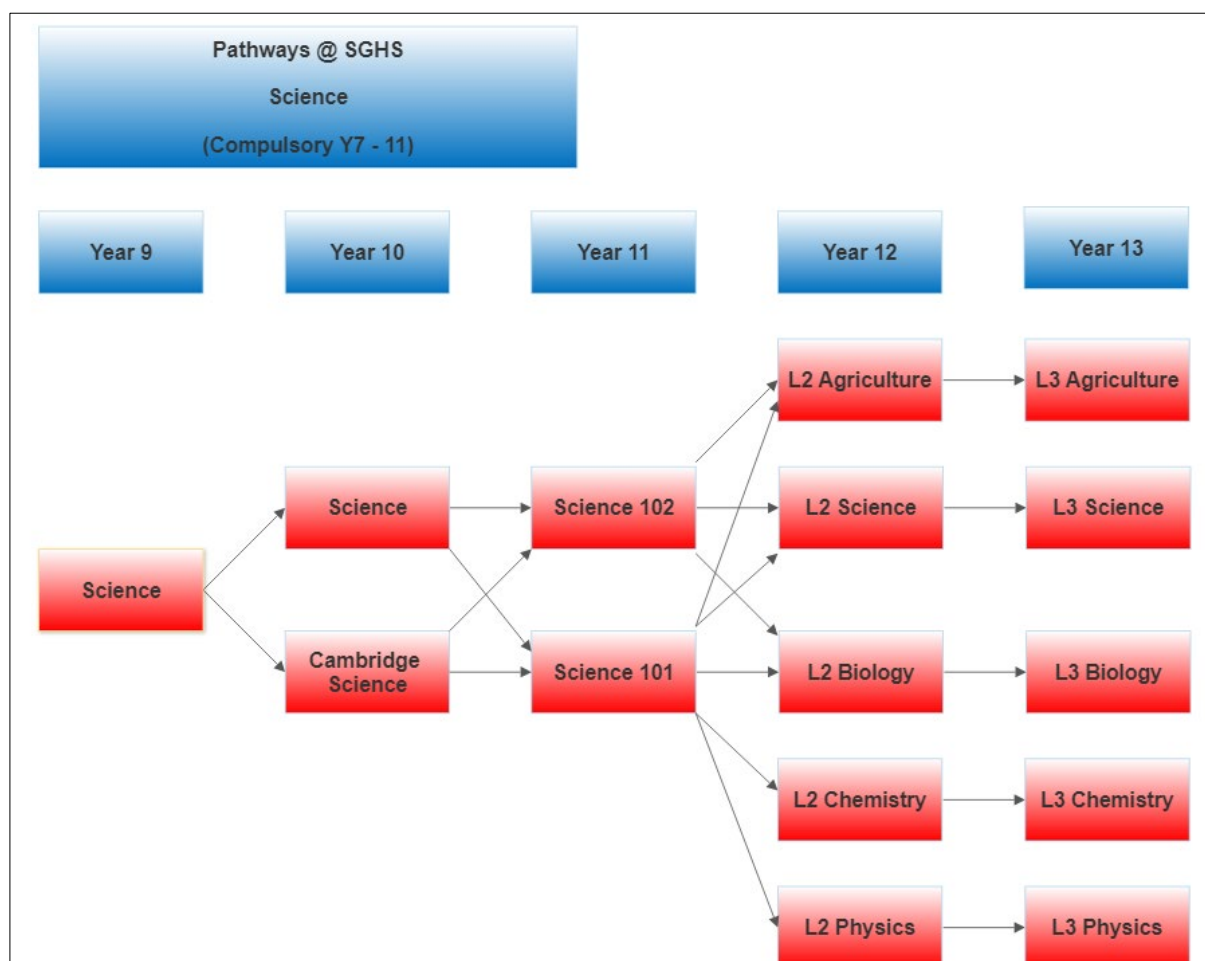 Pathways @ SGHS
Science
(Compulsory Y7 - 11)
Year 9
Year 10
Year 11
Year 12
Year 13
L2 Agriculture
L3 Agriculture
Science
Science 102
L2 Science
L3 Science
Science
Cambridge
Science
Science 101
L2 Biology
L3 Biology
L2 Chemistry
L3 Chemistry
L2 Physics
L3 Physics